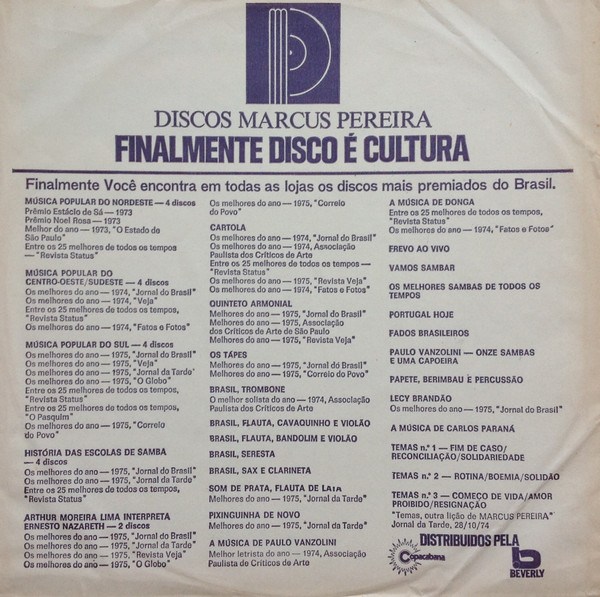 DISCOS MARCUS PEREIRA
FINALMENTE DISCO É CULTURA
Finalmente Você encontra em todas as lojas os discos mais premiados do Brasil.
MÚSICA POPULAR DO NORDESTE — 4 discos
Prêmio Estácio de Sá — 1973
Prêmio Noel Rosa — 1973
Melhor do ano — 1973, "O Estado de
São Paulo"
Entre os 25 melhores de todos os tempos
— "Revista Status"
MÚSICA POPULAR DO
CENTRO-OESTE/SUDESTE — 4 discos
Os melhores do ano — 1974, "Jornal do Brasil"
Os melhores do ano — 1974, "Veja"
Entre os 25 melhores de todos os tempos,
"Revista Status"
Os melhores do ano — 1974, "Fatos e Fotos"
MÚSICA POPULAR DO SUL — 4 discos
Os melhores do ano — 1975, "Jornal do Brasil"
Os melhores do ano — 1975, "Veja"
Os melhores do ano — 1975, "Jornal da Tarde"
Os melhores do ano — 1975, "O Globo"
Entre os 25 melhores de todos os tempos,
"Revista Status"
Entre os 25 melhores de todos os tempos,
"O Pasquim"
Os melhores do ano — 1975, "Correio
do Povo"
HISTÓRIA DAS ESCOLAS DE SAMBA
— 4 discos
Os melhores do ano — 1975, "Jornal do Brasil"
Os melhores do ano — 1975, "Jornal da Tarde"
Entre os 25 melhores de todos os tempos,
"Revista Status"
ARTHUR MOREIRA LIMA INTERPRETA
ERNESTO NAZARETH — 2 discos
Os melhores do ano — 1975, "Jornal do Brasil"
Os melhores do ano — 1975, "Jornal da Tarde"
Os melhores do ano — 1975, "Revista Veja"
Os melhores do ano — 1975, "O Globo"
Os melhores do ano — 1975, "Correio
do Povo"
CARTOLA
Os melhores do ano — 1974, "Jornal do Brasil"
Os melhores do ano — 1974, Associação
Paulista dos Críticos de Arte
Entre os 25 melhores de todos os tempos —
"Revista Status"
Os melhores do ano — 1975, "Revista Veja"
Os melhores do ano — 1974, "Fatos e Fotos"
QUINTETO ARMONIAL
Melhores do ano — 1975, "Jornal do Brasil"
Melhores do ano — 1975, Associação
dos Críticos de Arte de São Paulo
Melhores do ano — 1975, "Revista Veja"
OS TÁPES
Melhores do ano — 1975, "Jornal do Brasil"
Melhores do ano — 1975, "Correio do Povo"
BRASIL, TROMBONE
O melhor solista do ano — 1974, Associação
Paulista dos Críticos de Arte
BRASIL, FLAUTA, CAVAQUINHO E VIOLÃO
BRASIL, FLAUTA, BANDOLIM E VIOLÃO
BRASIL, SERESTA
BRASIL, SAX E CLARINETA
SOM DE PRATA, FLAUTA DE LATA
Melhores do ano — 1975, "Jornal da Tarde"
PIXINGUINHA DE NOVO
Melhores do ano — 1975, "Jornal da Tarde"
A MÚSICA DE PAULO VANZOLINI
Melhor letrista do ano — 1974, Associação
Paulista de Críticos de Arte
A MÚSICA DE DONGA
Entre os 25 melhores de todos os tempos,
"Revista Status"
Os melhores do ano — 1974, "Fatos e Fotos"
FREVO AO VIVO
VAMOS SAMBAR
OS MELHORES SAMBAS DE TODOS OS
TEMPOS
PORTUGAL HOJE
FADOS BRASILEIROS
PAULO VANZOLINI — ONZE SAMBAS
E UMA CAPOEIRA
PAPETE, BERIMBAU E PERCUSSÃO
LECY BRANDÃO
Os melhores do ano — 1975, "Jornal do Brasil"
A MÚSICA DE CARLOS PARANÁ
TEMAS n.º 1 — FIM DE CASO/
RECONCILIAÇÃO/SOLIDARIEDADE
TEMAS n.º 2 — ROTINA/BOEMIA/SOLIDÃO
TEMAS n.º 3 — COMEÇO DE VIDA/AMOR
PROIBIDO/RESIGNAÇÃO
"Temas, outra lição de MARCUS PEREIRA"
Jornal da Tarde, 28/10/74
DISTRIBUIDOS PELA
Copacabana
BEVERLY